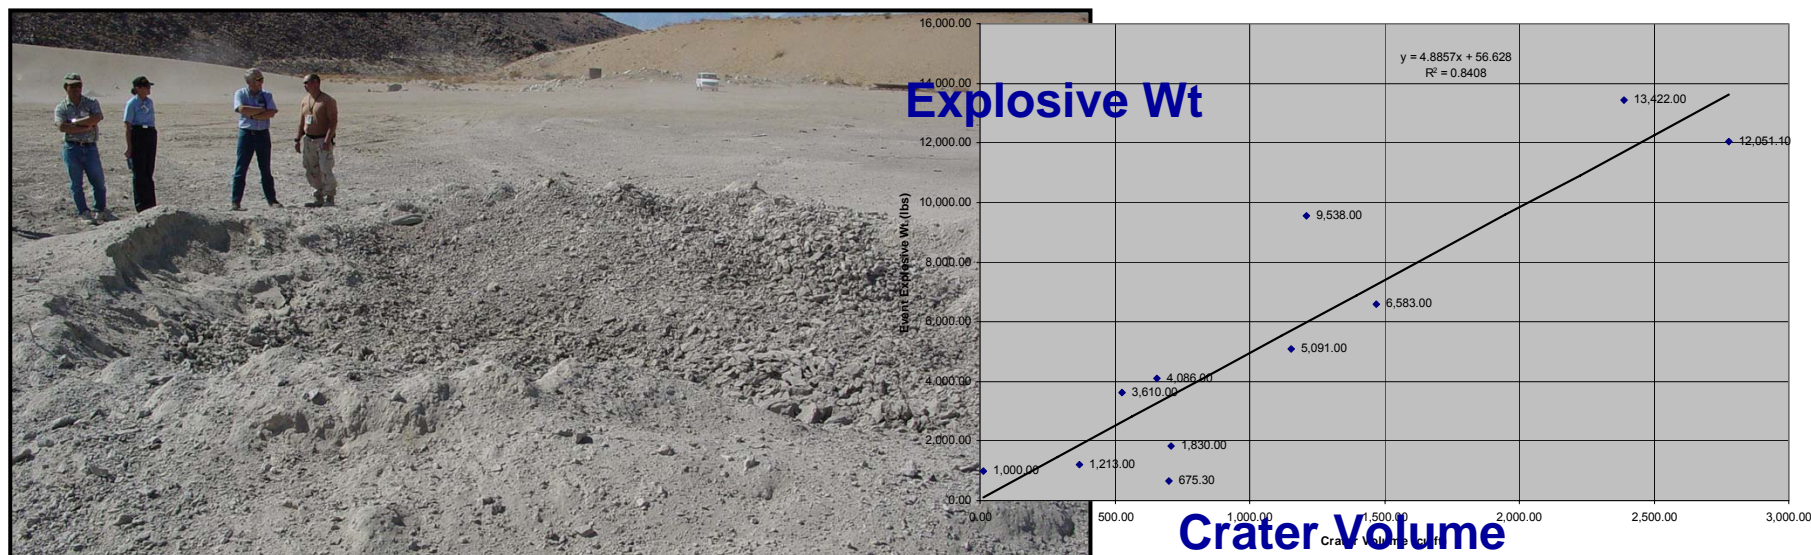 16,000.00
y = 4.8857x + 56.628
R² = 0.8408
14,000.00
Explosive Wt
13,422.00
12,000.00
12,051.10
10,000.00
9,538.00
Event Explosive Wt. (lbs)
8,000.00
6,583.00
6,000.00
5,091.00
4,000.00
4,086.00
3,610.00
2,000.00
1,830.00
1,000.00
1,213.00
675.30
0.00
0.00 500.00 1,000.00 1,500.00 2,000.00 2,500.00 3,000.00
Crater Volume
Crater Volume